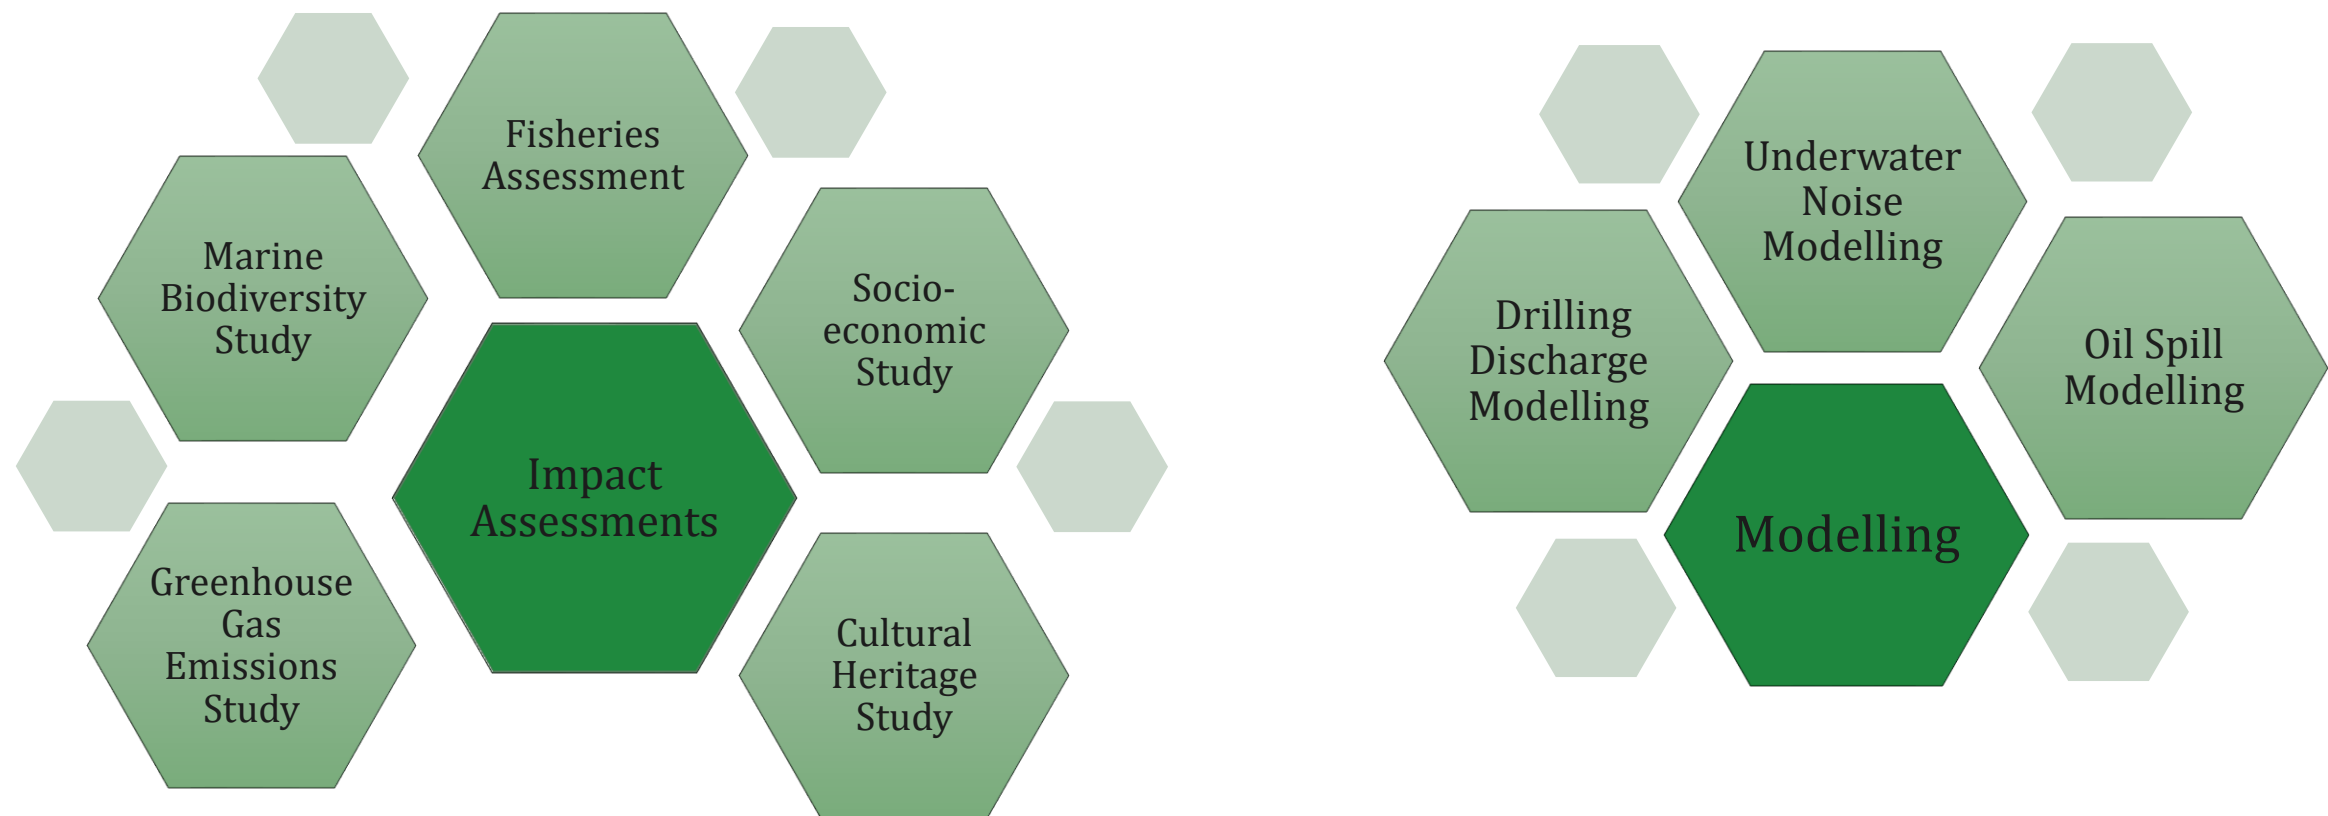 Fisheries
Assessment
Marine
Biodiversity
Study
Socio-
economic
Study
Impact
Assessments
Greenhouse
Gas
Emissions
Study
Cultural
Heritage
Study
Underwater
Noise
Modelling
Drilling
Discharge
Modelling
Oil Spill
Modelling
Modelling